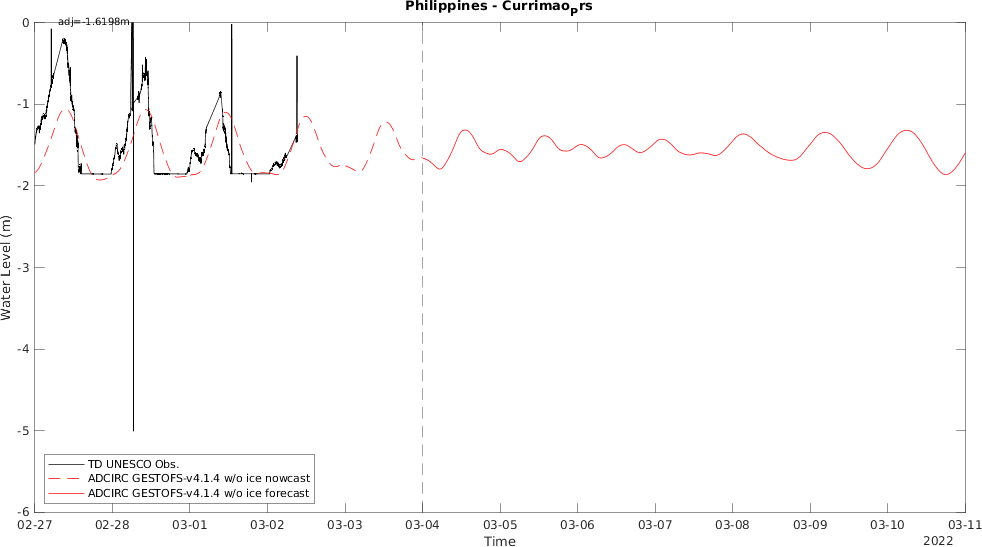 Philippines - Currimaoprs
adj=-1.6198m
0
-1
-2
-3
-4
-5
-6
Water Level (m)
TD UNESCO Obs.
ADCIRC GESTOFS-v4.1.4 w/o ice nowcast
ADCIRC GESTOFS-v4.1.4 w/o ice forecast
02-27 02-28 03-01 03-02 03-03 03-04 03-05 03-06 03-07 03-08 03-09 03-10 03-11
Time
2022